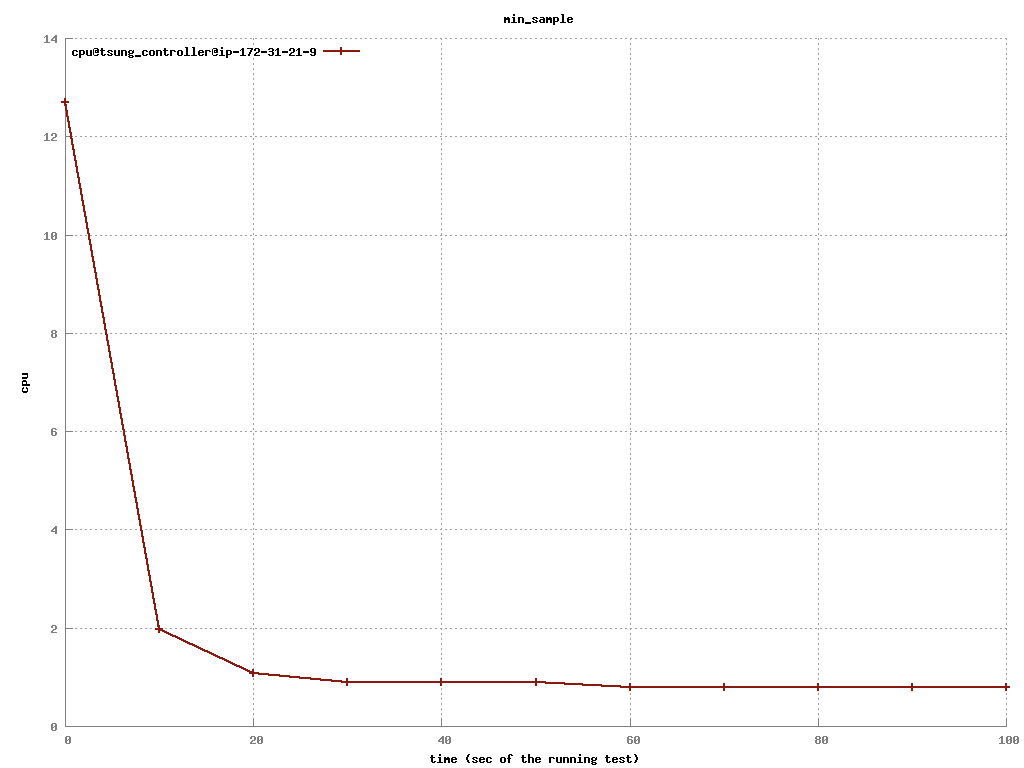 min_sample
14
cpu@tsung_controller@ip-172-31-21-9
12
10
8
cpu
6
4
2
0
0 20 40 60 80 100
time (sec of the running test)